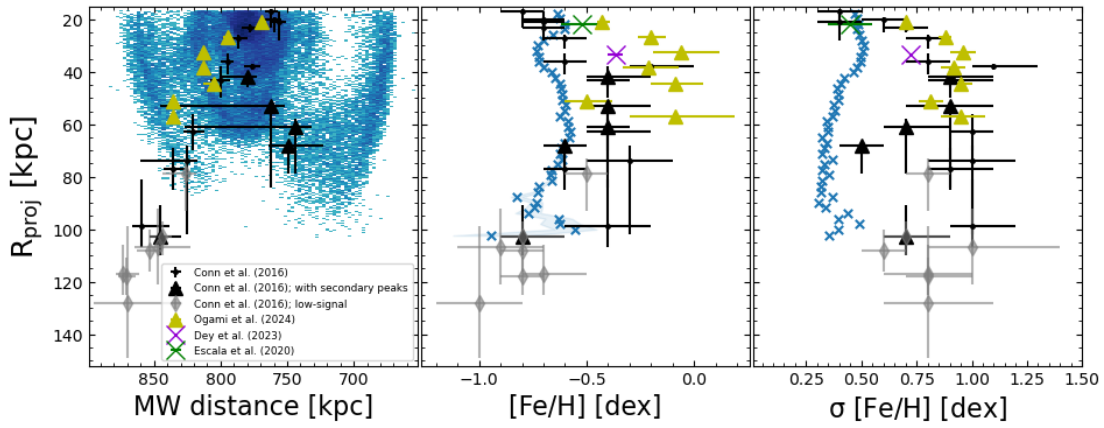 R_proj [kpc]
20
40
60
80
100
120
140
Conn et al. (2016)
Conn et al. (2016); with secondary peaks
Conn et al. (2016); low-signal
Ogami et al. (2024)
Dey et al. (2023)
Escala et al. (2020)
850 800 750 700
−1.0 −0.5 0.0
0.25 0.50 0.75 1.00 1.25 1.50
MW distance [kpc]
[Fe/H] [dex]
σ [Fe/H] [dex]